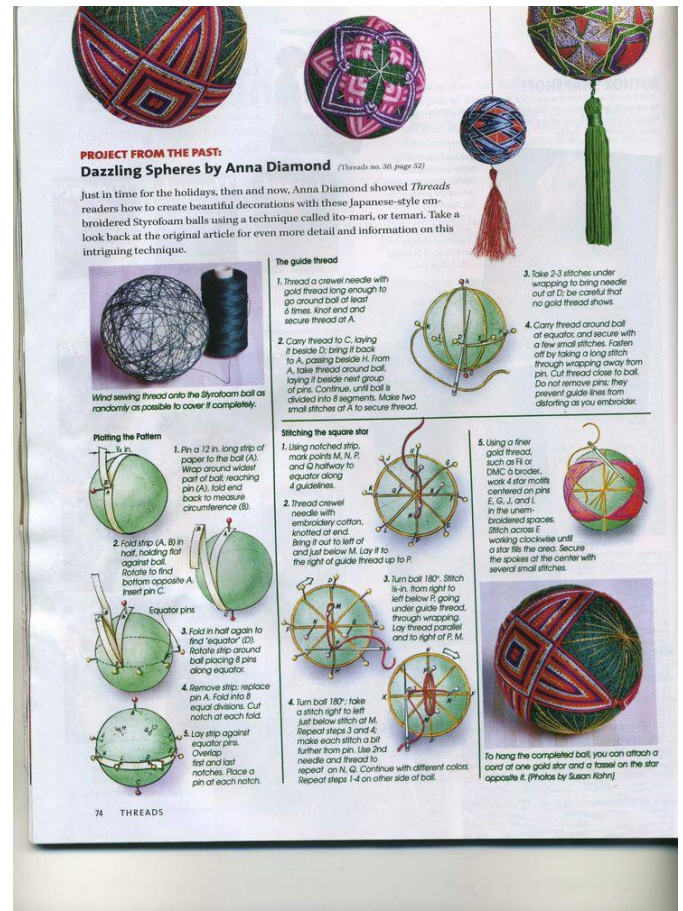 PROJECT FROM THE PAST:
Dazzling Spheres by Anna Diamond (Threads no. 50, page 52)
Just in time for the holidays, then and now, Anna Diamond showed Threads
readers how to create beautiful decorations with these Japanese-style em-
broidered Styrofoam balls using a technique called ito-mari, or temari. Take a
look back at the original article for even more detail and information on this
intriguing technique.
Wind sewing thread onto the Styrofoam ball as
randomly as possible to cover it completely.
The guide thread
1. Thread a crewel needle with
gold thread long enough to
go around ball at least
6 times. Knot end and
secure thread at A.
2. Carry thread to C, laying
it beside D; bring it back
to A, passing beside H. From
A, take thread around ball,
laying it beside next group
of pins. Continue, until ball is
divided into 8 segments. Make two
small stitches at A to secure thread.
3. Take 2-3 stitches under
wrapping to bring needle
out at D; be careful that
no gold thread shows.
4. Carry thread around ball
at equator, and secure with
a few small stitches. Fasten
off by taking a long stitch
through wrapping away from
pin. Cut thread close to ball.
Do not remove pins; they
prevent guide lines from
distorting as you embroider.
Plotting the Pattern
1. Pin a 12 in. long strip of
paper to the ball (A).
Wrap around widest
part of ball; reaching
pin (A), fold end
back to measure
circumference (B).
2. Fold strip (A, B) in
half, holding flat
against ball.
Rotate to find
bottom opposite A.
Insert pin C.
Equator pins
3. Fold in half again to
find "equator" (D).
Rotate strip around
ball placing 8 pins
along equator.
4. Remove strip; replace
pin A. Fold into 8
equal divisions. Cut
notch at each fold.
5. Lay strip against
equator pins.
Overlap
first and last
notches. Place a
pin at each notch.
Stitching the square star
1. Using notched strip,
mark points M, N, P,
and Q halfway to
equator along
4 guidelines.
2. Thread crewel
needle with
embroidery cotton,
knotted at end.
Bring it out to left of
and just below M. Lay it to
the right of guide thread up to P.
3. Turn ball 180°. Stitch
⅛-in. from right to
left below P, going
under guide thread,
through wrapping.
Lay thread parallel
and to right of P, M.
4. Turn ball 180°; take
a stitch right to left
just below stitch at M.
Repeat steps 3 and 4;
make each stitch a bit
further from pin. Use 2nd
needle and thread to
repeat on N, Q. Continue with different colors.
Repeat steps 1-4 on other side of ball.
5. Using a finer
gold thread,
such as Fil or
DMC à broder,
work 4 star motifs
centered on pins
E, G, J, and L
in the unem-
broidered spaces.
Stitch across E
working clockwise until
a star fills the area. Secure
the spokes at the center with
several small stitches.
To hang the completed ball, you can attach a
cord at one gold star and a tassel on the star
opposite it. (Photos by Susan Kahn)
74 THREADS